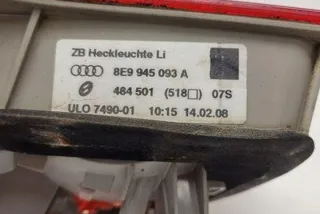 ZB Heckleuchte Li
8E9 945 093 A
484 501 (518□) 07S
ULO 7490-01 10:15 14.02.08